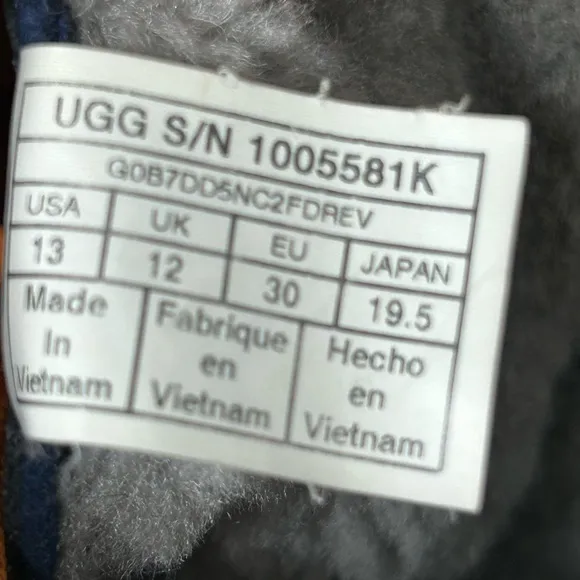 UGG S/N 1005581K
G0B7DD5NC2FDREV
USA UK EU JAPAN
13 12 30 19.5
Made Fabrique Hecho
In en en
Vietnam Vietnam Vietnam